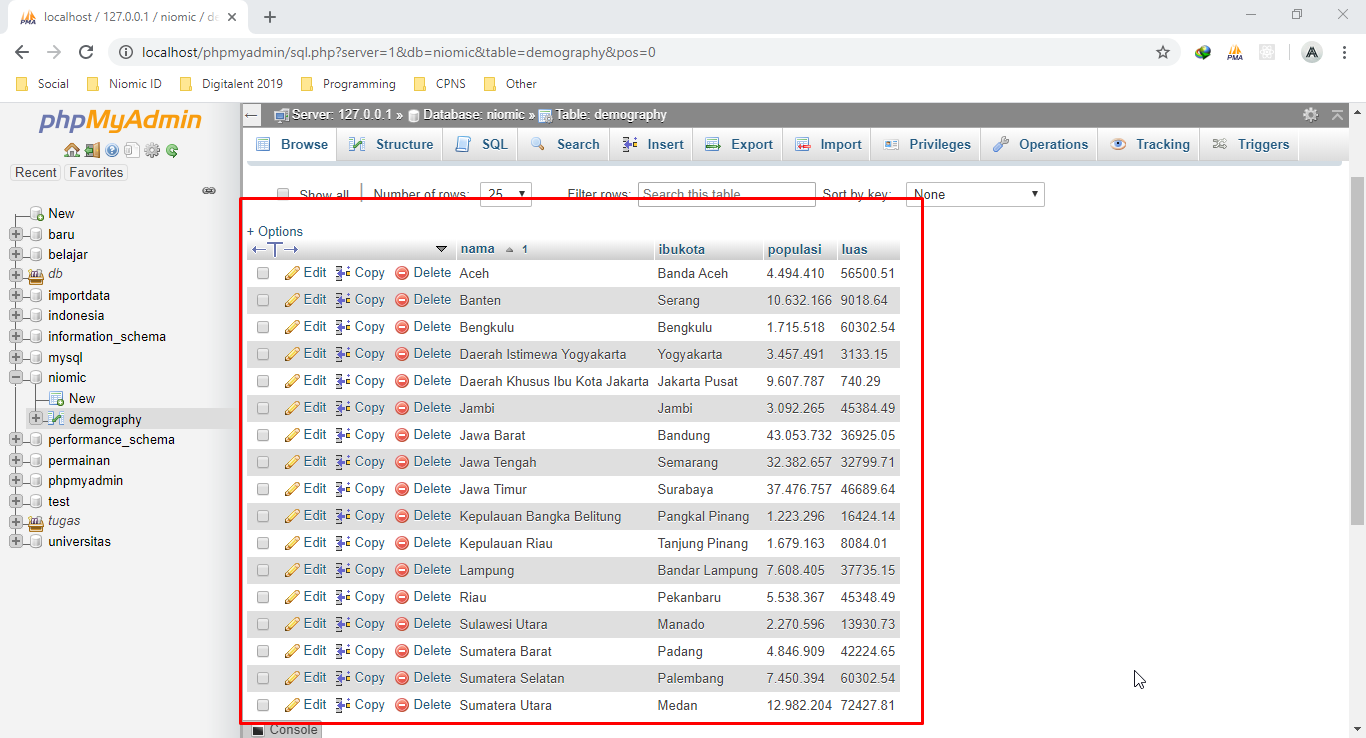 localhost / 127.0.0.1 / niomic / de
localhost/phpmyadmin/sql.php?server=1&db=niomic&table=demography&pos=0
PMA
Social Niomic ID Digitalent 2019 Programming CPNS Other
phpMyAdmin
Recent Favorites
New
baru
belajar
db
importdata
indonesia
information_schema
mysql
niomic
New
demography
performance_schema
permainan
phpmyadmin
test
tugas
universitas
Server: 127.0.0.1 » Database: niomic » Table: demography
Browse Structure SQL Search Insert Export Import Privileges Operations Tracking Triggers
Show all Number of rows: 25 Filter rows: Search this table Sort by key: None
+ Options
←T→ nama 1 ibukota populasi luas
Edit Copy Delete Aceh Banda Aceh 4.494.410 56500.51
Edit Copy Delete Banten Serang 10.632.166 9018.64
Edit Copy Delete Bengkulu Bengkulu 1.715.518 60302.54
Edit Copy Delete Daerah Istimewa Yogyakarta Yogyakarta 3.457.491 3133.15
Edit Copy Delete Daerah Khusus Ibu Kota Jakarta Jakarta Pusat 9.607.787 740.29
Edit Copy Delete Jambi Jambi 3.092.265 45384.49
Edit Copy Delete Jawa Barat Bandung 43.053.732 36925.05
Edit Copy Delete Jawa Tengah Semarang 32.382.657 32799.71
Edit Copy Delete Jawa Timur Surabaya 37.476.757 46689.64
Edit Copy Delete Kepulauan Bangka Belitung Pangkal Pinang 1.223.296 16424.14
Edit Copy Delete Kepulauan Riau Tanjung Pinang 1.679.163 8084.01
Edit Copy Delete Lampung Bandar Lampung 7.608.405 37735.15
Edit Copy Delete Riau Pekanbaru 5.538.367 45348.49
Edit Copy Delete Sulawesi Utara Manado 2.270.596 13930.73
Edit Copy Delete Sumatera Barat Padang 4.846.909 42224.65
Edit Copy Delete Sumatera Selatan Palembang 7.450.394 60302.54
Edit Copy Delete Sumatera Utara Medan 12.982.204 72427.81
Console